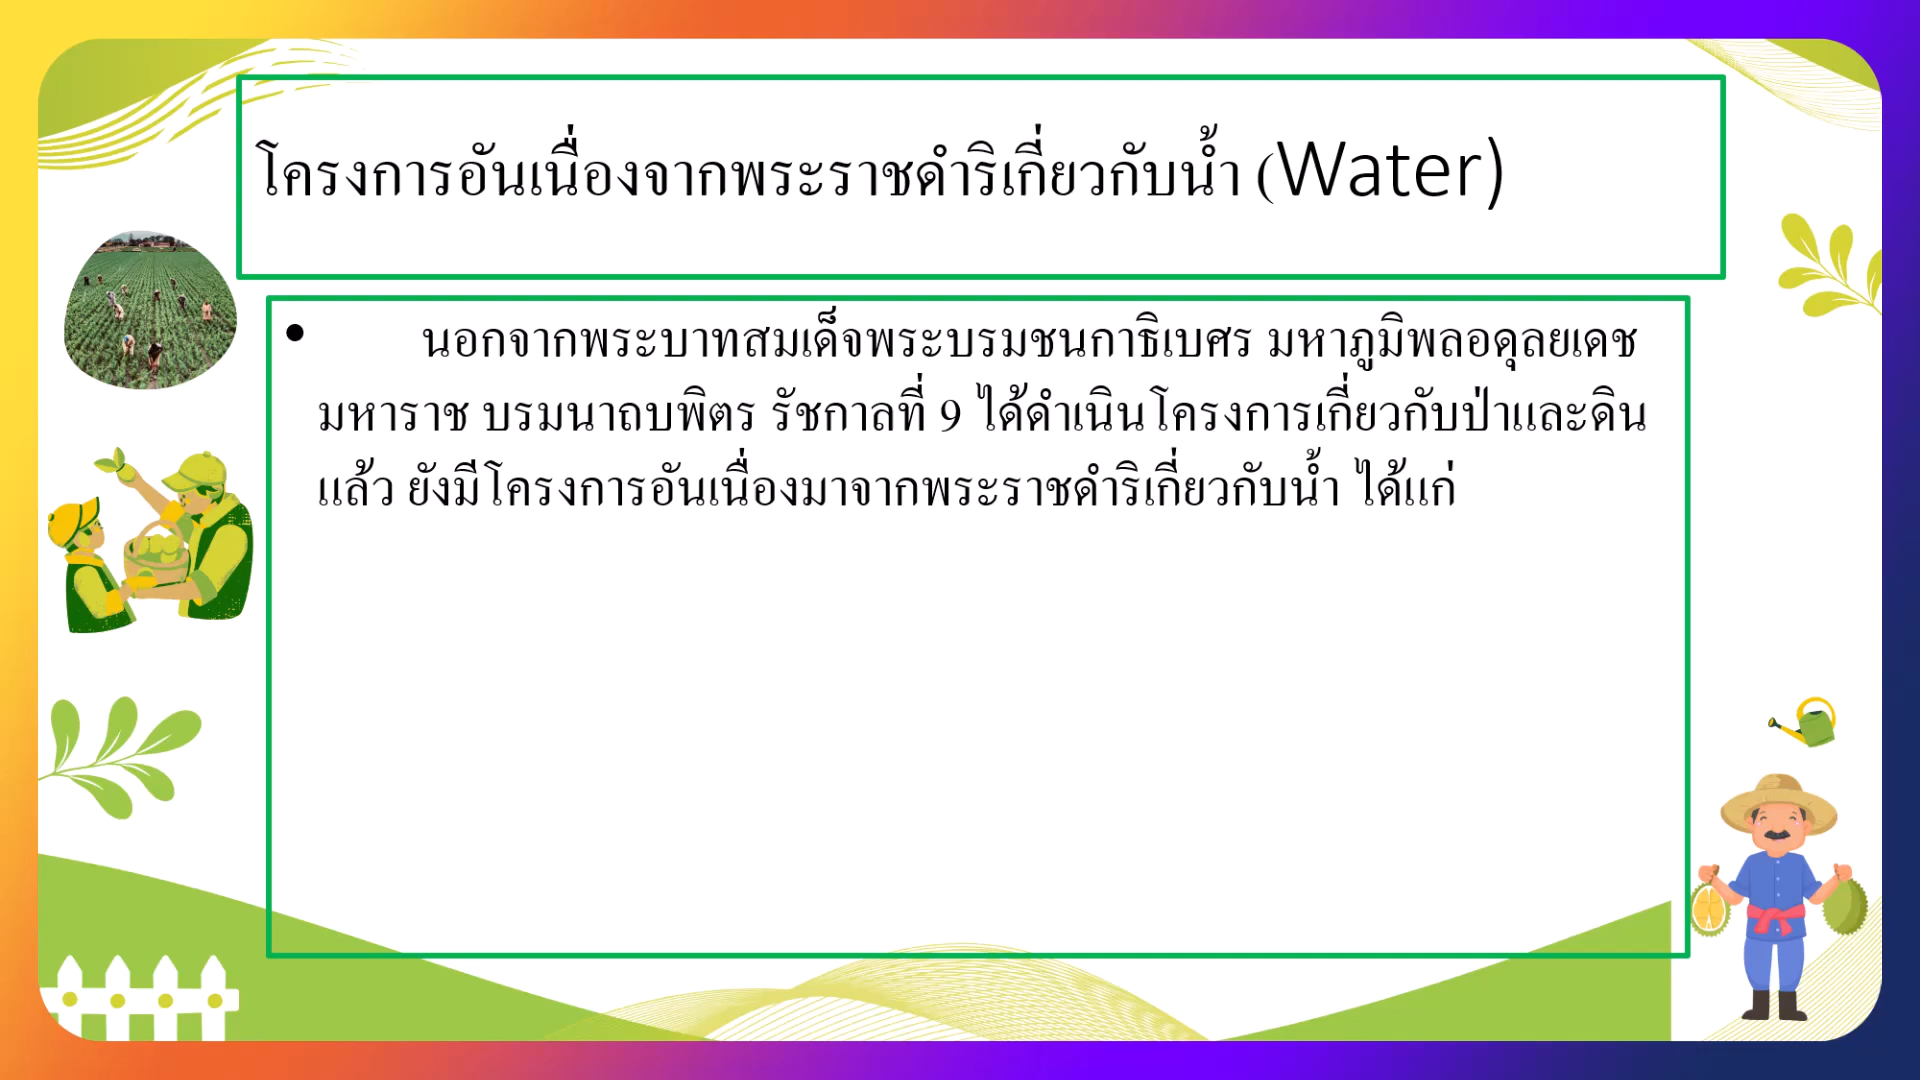 โครงการอันเนื่องจากพระราชดำริเกี่ยวกับน้ำ (Water)
• นอกจากพระบาทสมเด็จพระบรมชนกาธิเบศร มหาภูมิพลอดุลยเดช
มหาราช บรมนาถบพิตร รัชกาลที่ 9 ได้ดำเนินโครงการเกี่ยวกับป่าและดิน
แล้ว ยังมีโครงการอันเนื่องมาจากพระราชดำริเกี่ยวกับน้ำ ได้แก่